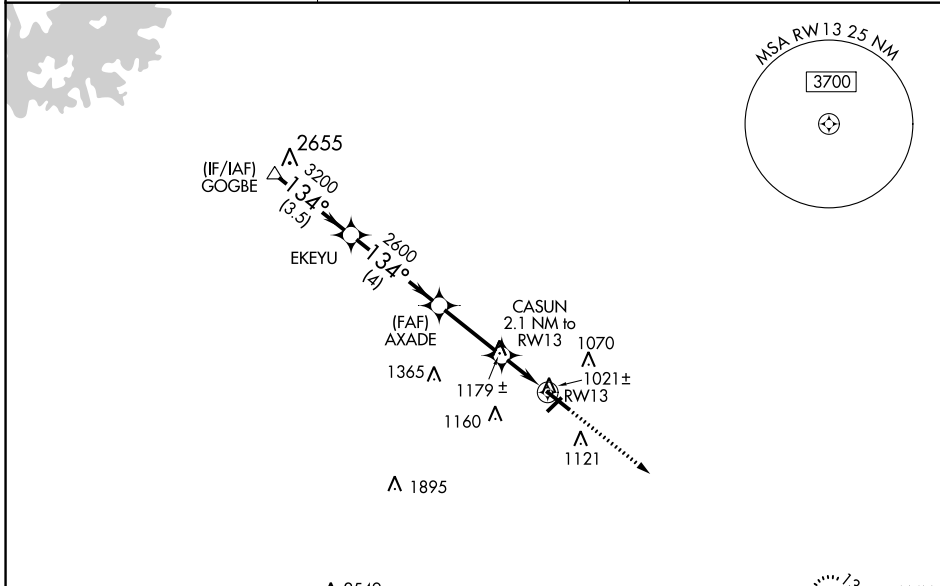 MSA RW13 25 NM
3700
2655
(IF/IAF)
GOGBE
3200
134°
(3.5)
EKEYU
2600
134°
(4)
(FAF)
AXADE
CASUN
2.1 NM to
RW13
1070
1365
1179 ±
1021±
RW13
1160
1121
1895
13